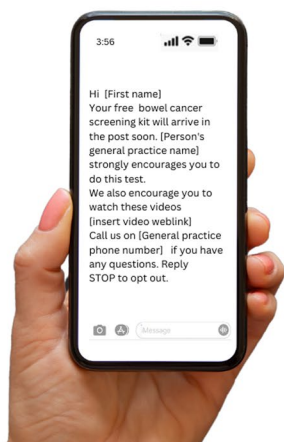 3:56
Hi [First name]
Your free bowel cancer
screening kit will arrive in
the post soon. [Person's
general practice name]
strongly encourages you to
do this test.
We also encourage you to
watch these videos
[insert video weblink]
Call us on [General practice
phone number] if you have
any questions. Reply
STOP to opt out.
iMessage